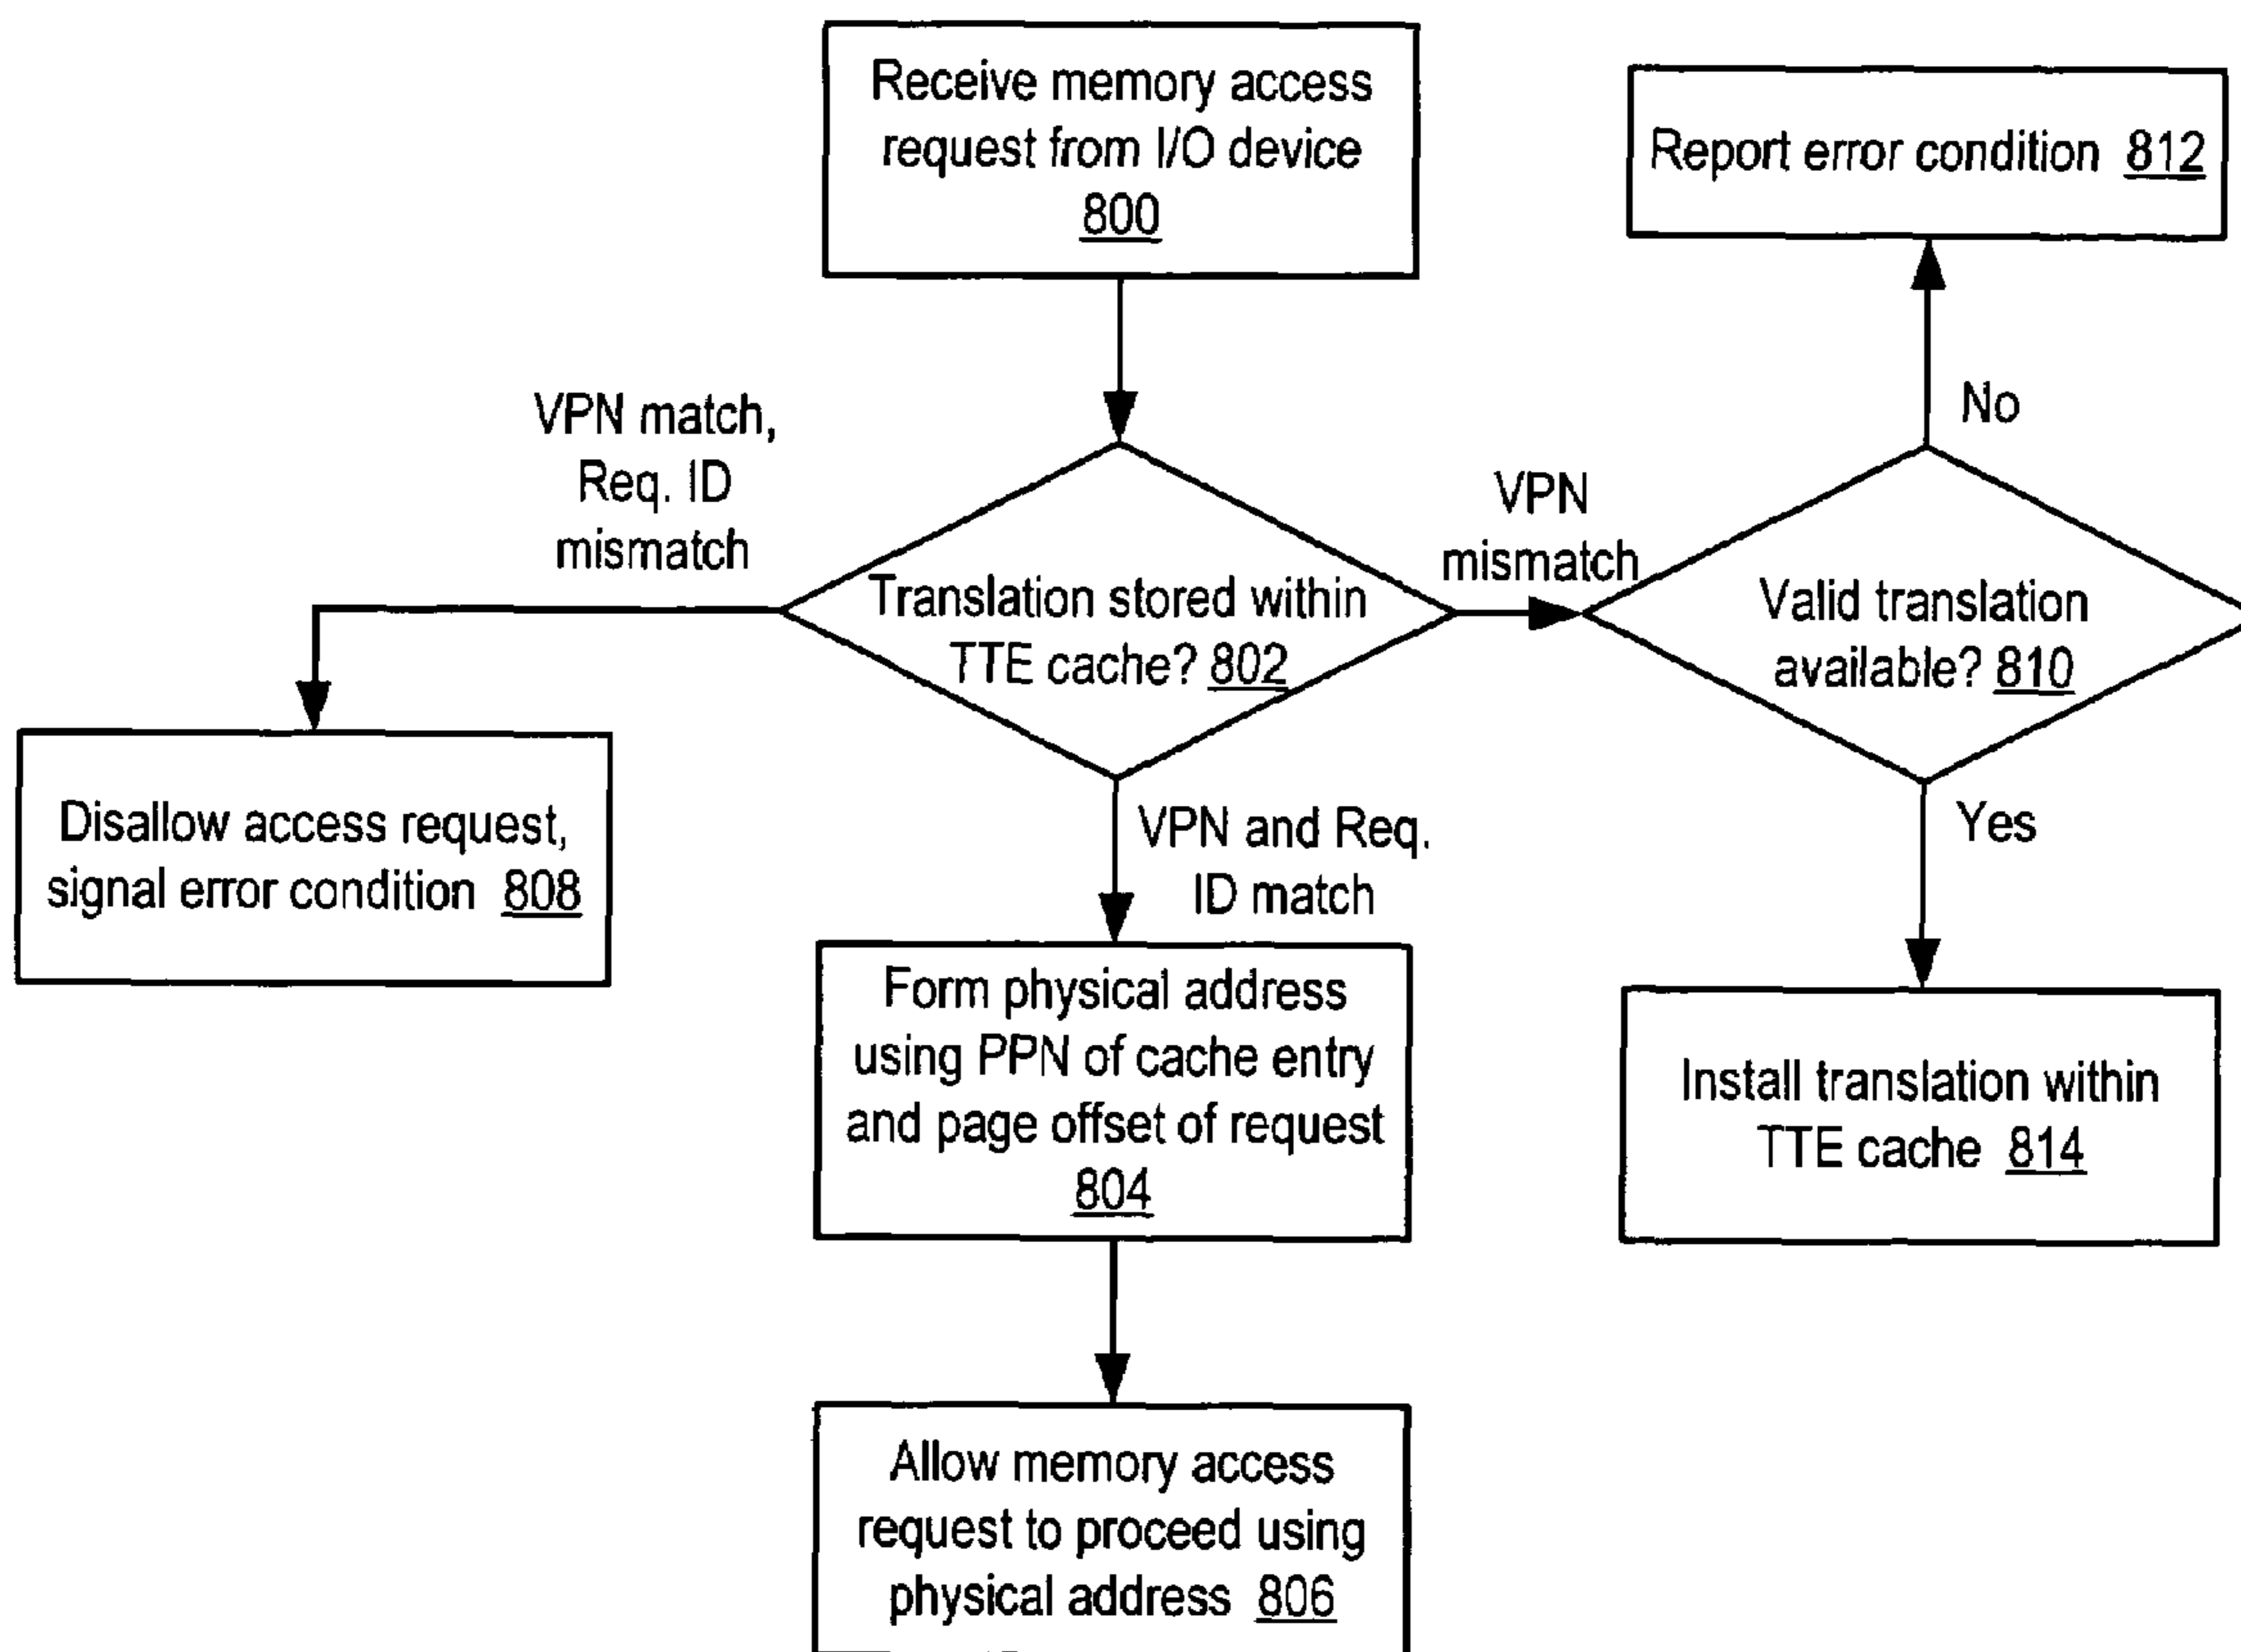 Receive memory access
request from I/O device
800
Report error condition 812
VPN match,
Req. ID
mismatch
VPN
mismatch
No
Translation stored within
TTE cache? 802
Valid translation
available? 810
Disallow access request,
signal error condition 808
VPN and Req.
ID match
Yes
Form physical address
using PPN of cache entry
and page offset of request
804
Install translation within
TTE cache 814
Allow memory access
request to proceed using
physical address 806